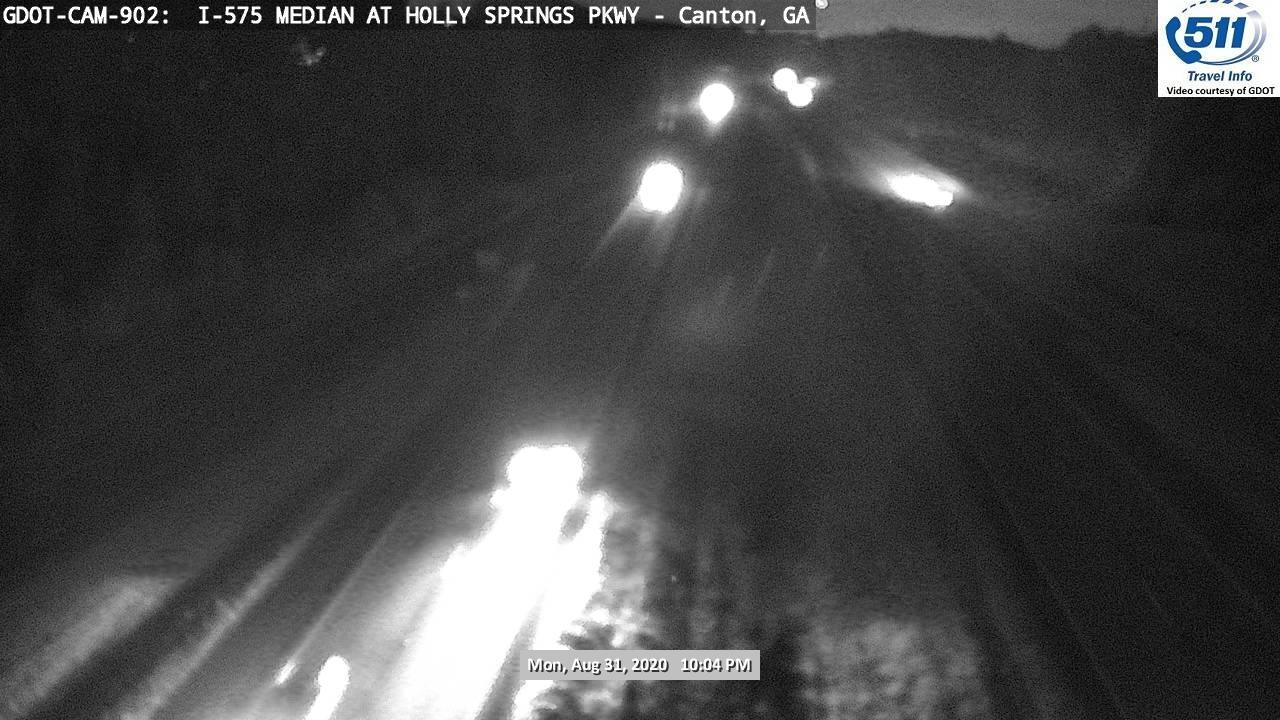 GDOT-CAM-902:  I-575 MEDIAN AT HOLLY SPRINGS PKWY - Canton, GA
511
®
Travel Info
Video courtesy of GDOT
Mon, Aug 31, 2020   10:04 PM